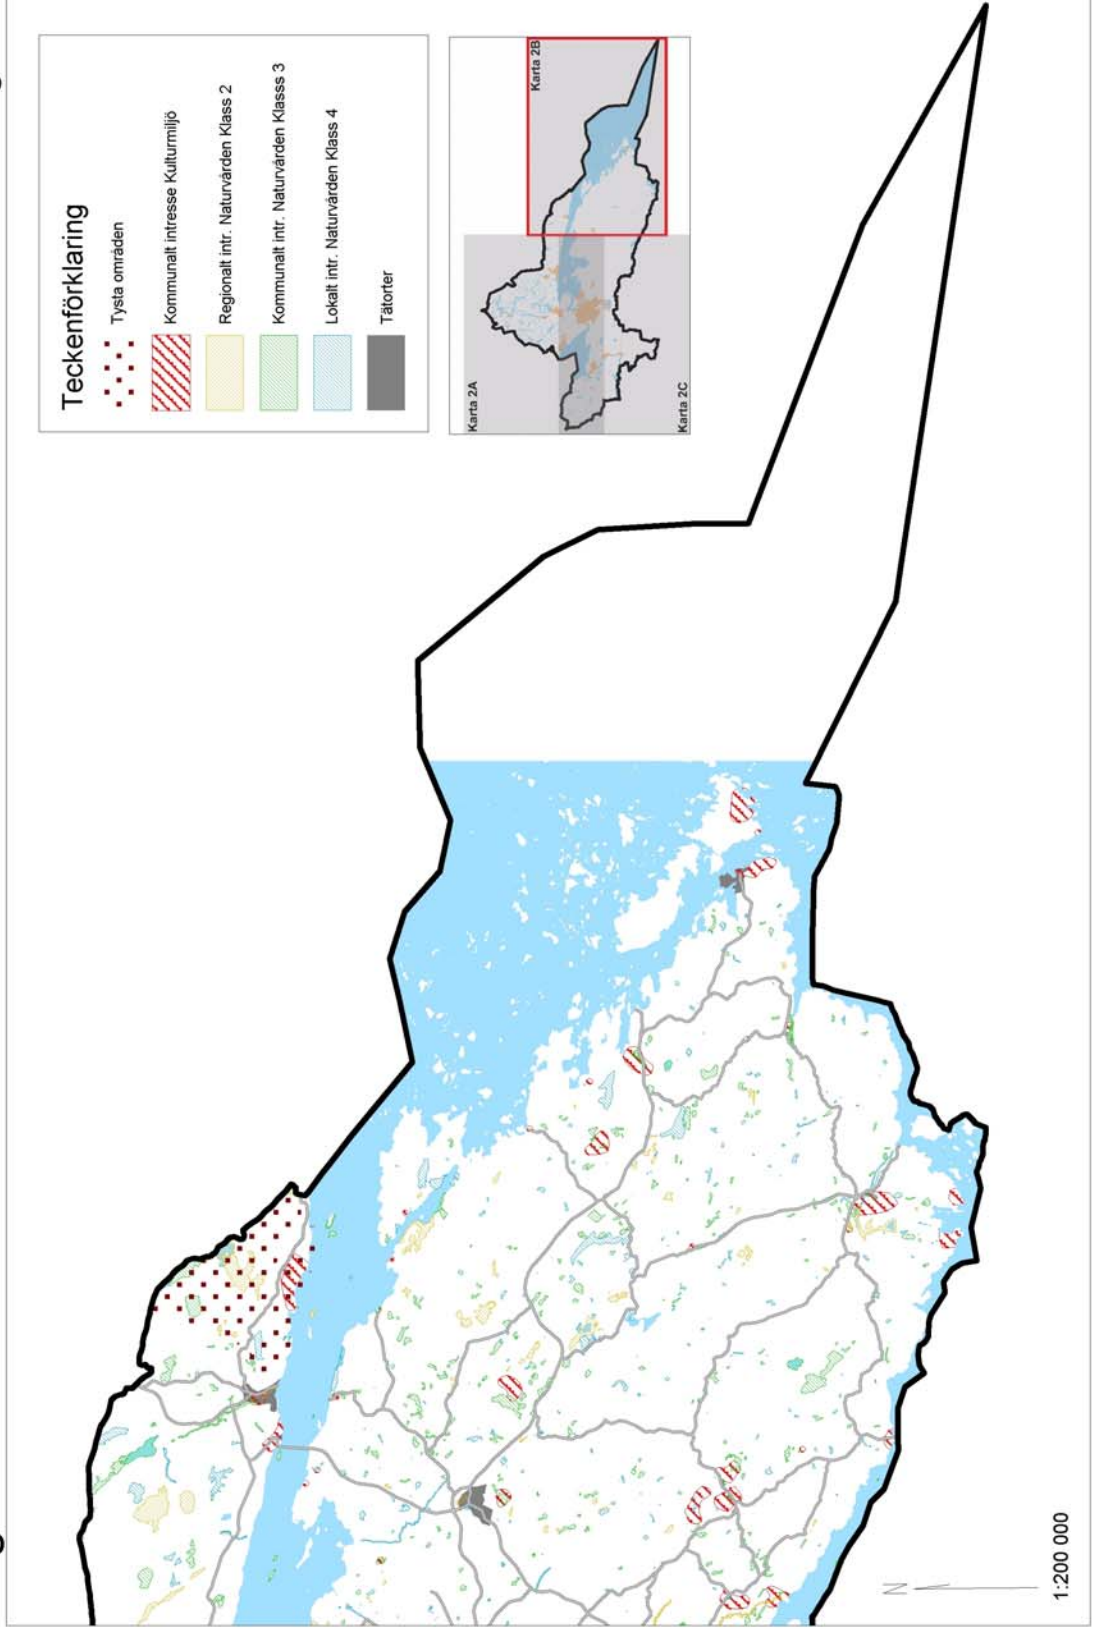 Teckenförklaring
Tysta områden
Kommunalt intresse Kulturmiljö
Regionalt intr. Naturvärden Klass 2
Kommunalt intr. Naturvärden Klasss 3
Lokalt intr. Naturvärden Klass 4
Tätorter
Karta 2A
Karta 2B
Karta 2C
N
1:200 000